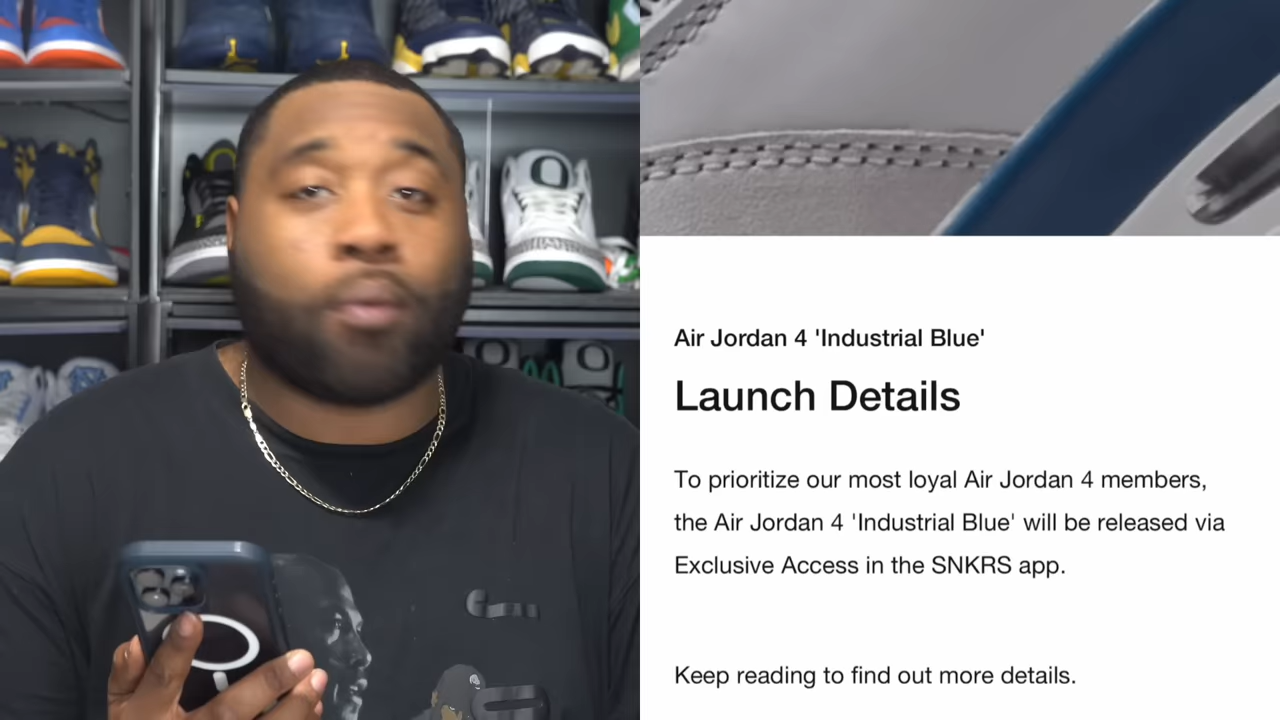 Air Jordan 4 'Industrial Blue'
Launch Details
To prioritize our most loyal Air Jordan 4 members,
the Air Jordan 4 'Industrial Blue' will be released via
Exclusive Access in the SNKRS app.
Keep reading to find out more details.